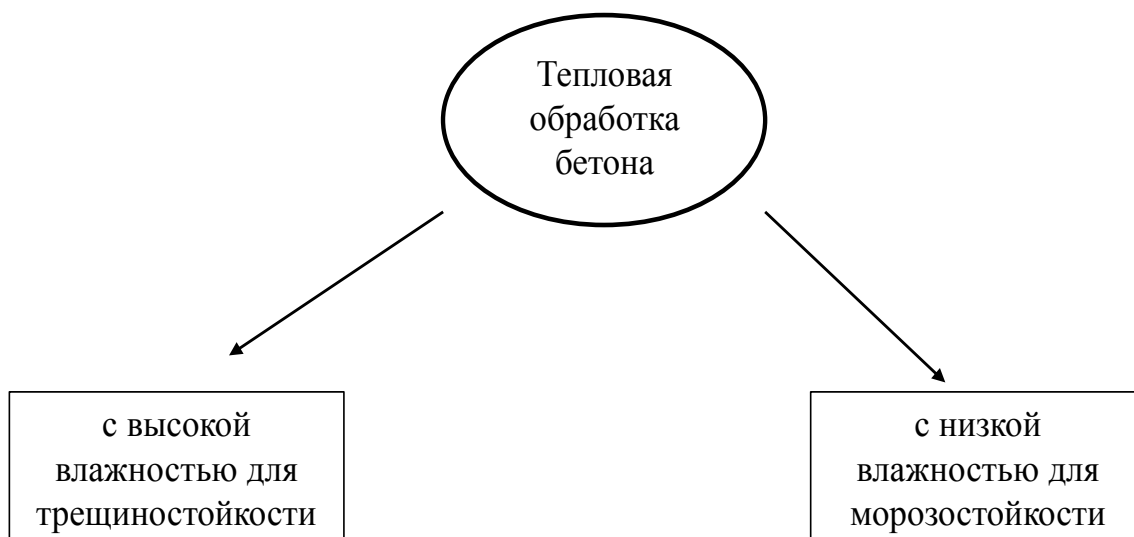 Тепловая
обработка
бетона
с высокой
влажностью для
трещиностойкости
с низкой
влажностью для
морозостойкости